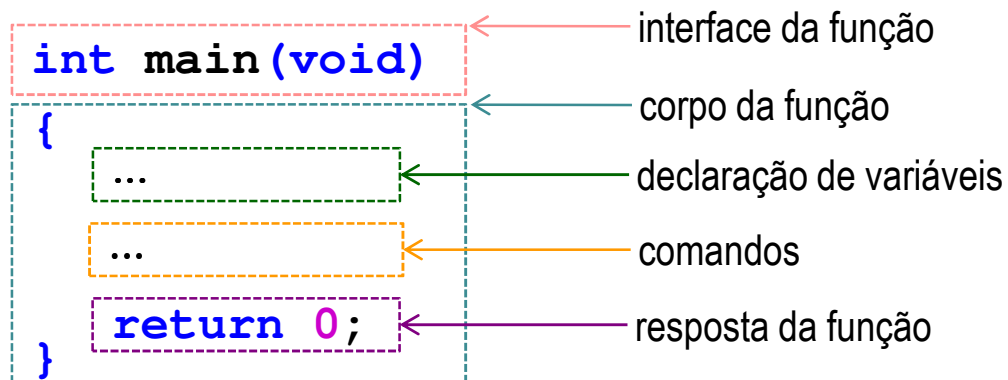 interface da função
int main(void)
corpo da função
{
... declaração de variáveis
... comandos
return 0; resposta da função
}